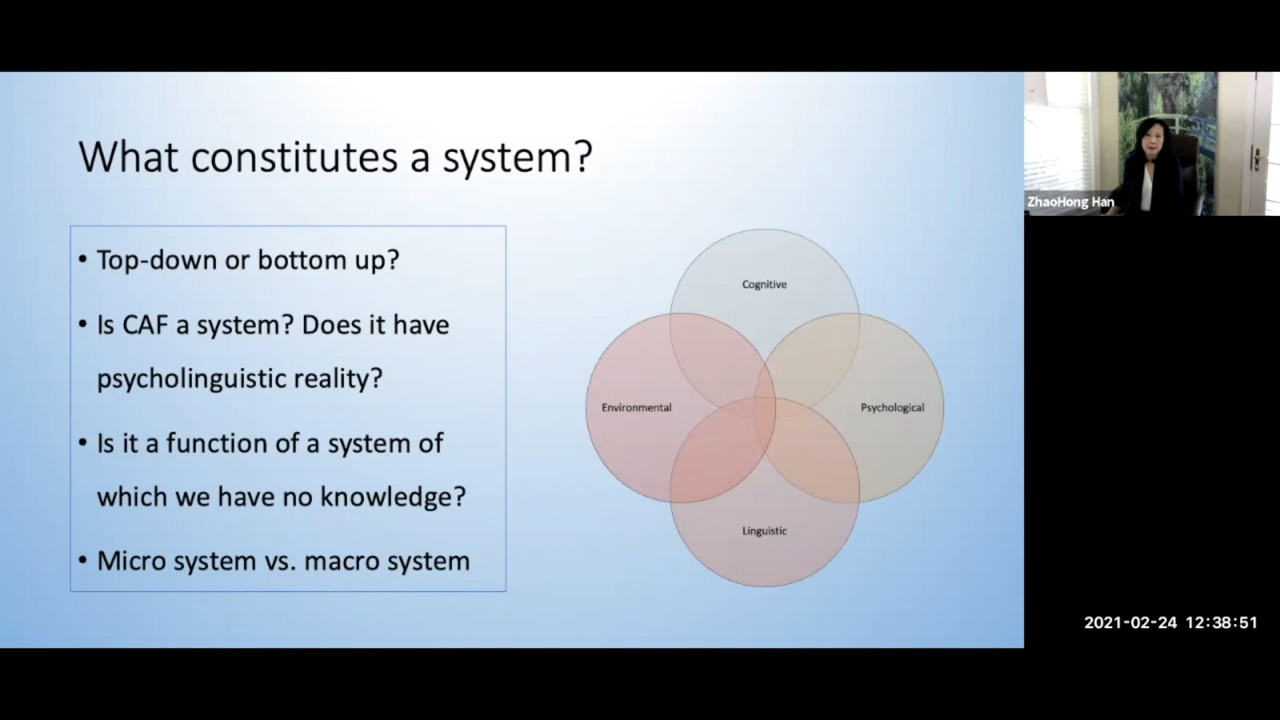 What constitutes a system?
• Top-down or bottom up?
• Is CAF a system? Does it have
psycholinguistic reality?
• Is it a function of a system of
which we have no knowledge?
• Micro system vs. macro system
Cognitive
Environmental
Psychological
Linguistic
ZhaoHong Han
2021-02-24 12:38:51